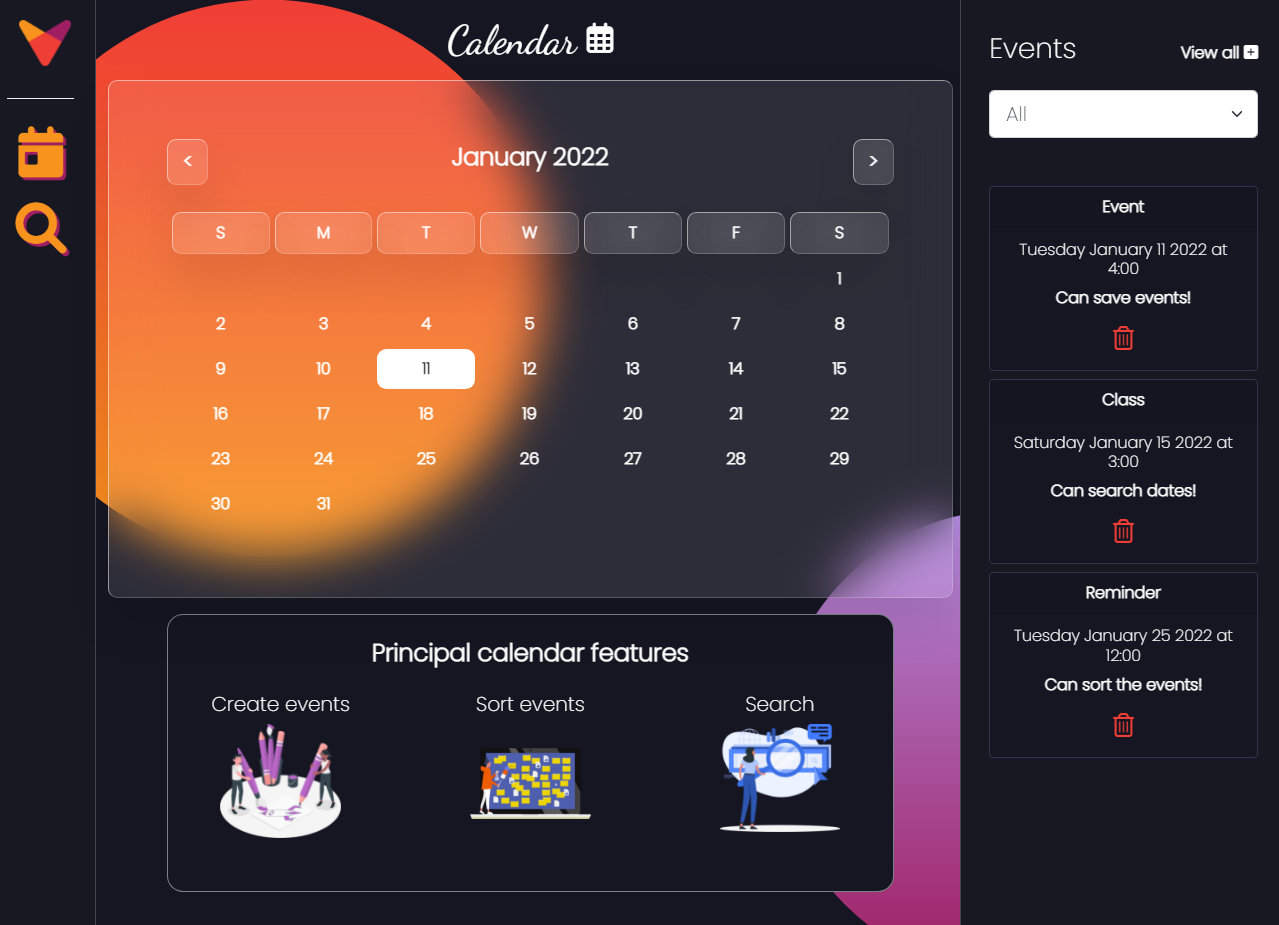 Calendar
January 2022
< >
S M T W T F S
1
2 3 4 5 6 7 8
9 10 11 12 13 14 15
16 17 18 19 20 21 22
23 24 25 26 27 28 29
30 31
Principal calendar features
Create events
Sort events
Search
Events
View all
All
Event
Tuesday January 11 2022 at
4:00
Can save events!
Class
Saturday January 15 2022 at
3:00
Can search dates!
Reminder
Tuesday January 25 2022 at
12:00
Can sort the events!